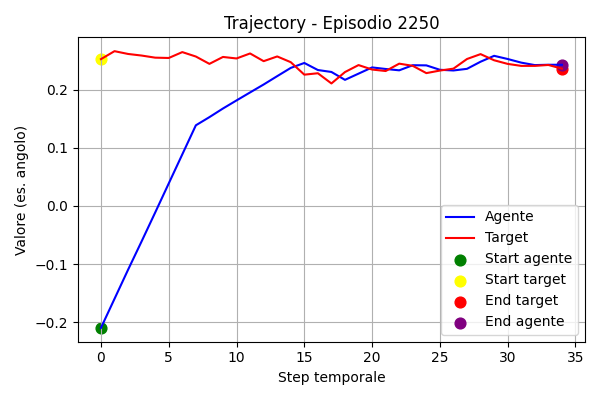 Trajectory - Episodio 2250
Valore (es. angolo)
0.2
0.1
0.0
−0.1
−0.2
0 5 10 15 20 25 30 35
Step temporale
Agente
Target
Start agente
Start target
End target
End agente